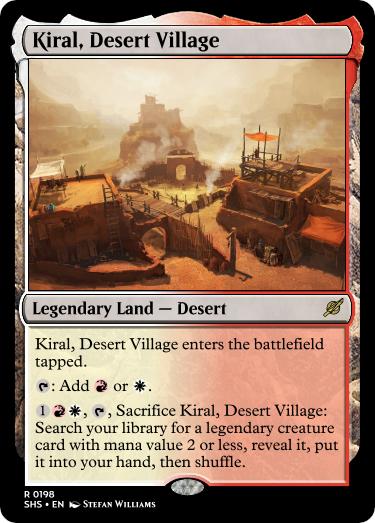 Kiral, Desert Village
Legendary Land — Desert
Kiral, Desert Village enters the battlefield
tapped.
: Add or .
1 , , Sacrifice Kiral, Desert Village:
Search your library for a legendary creature
card with mana value 2 or less, reveal it, put
it into your hand, then shuffle.
R 0198
SHS • EN Stefan Williams